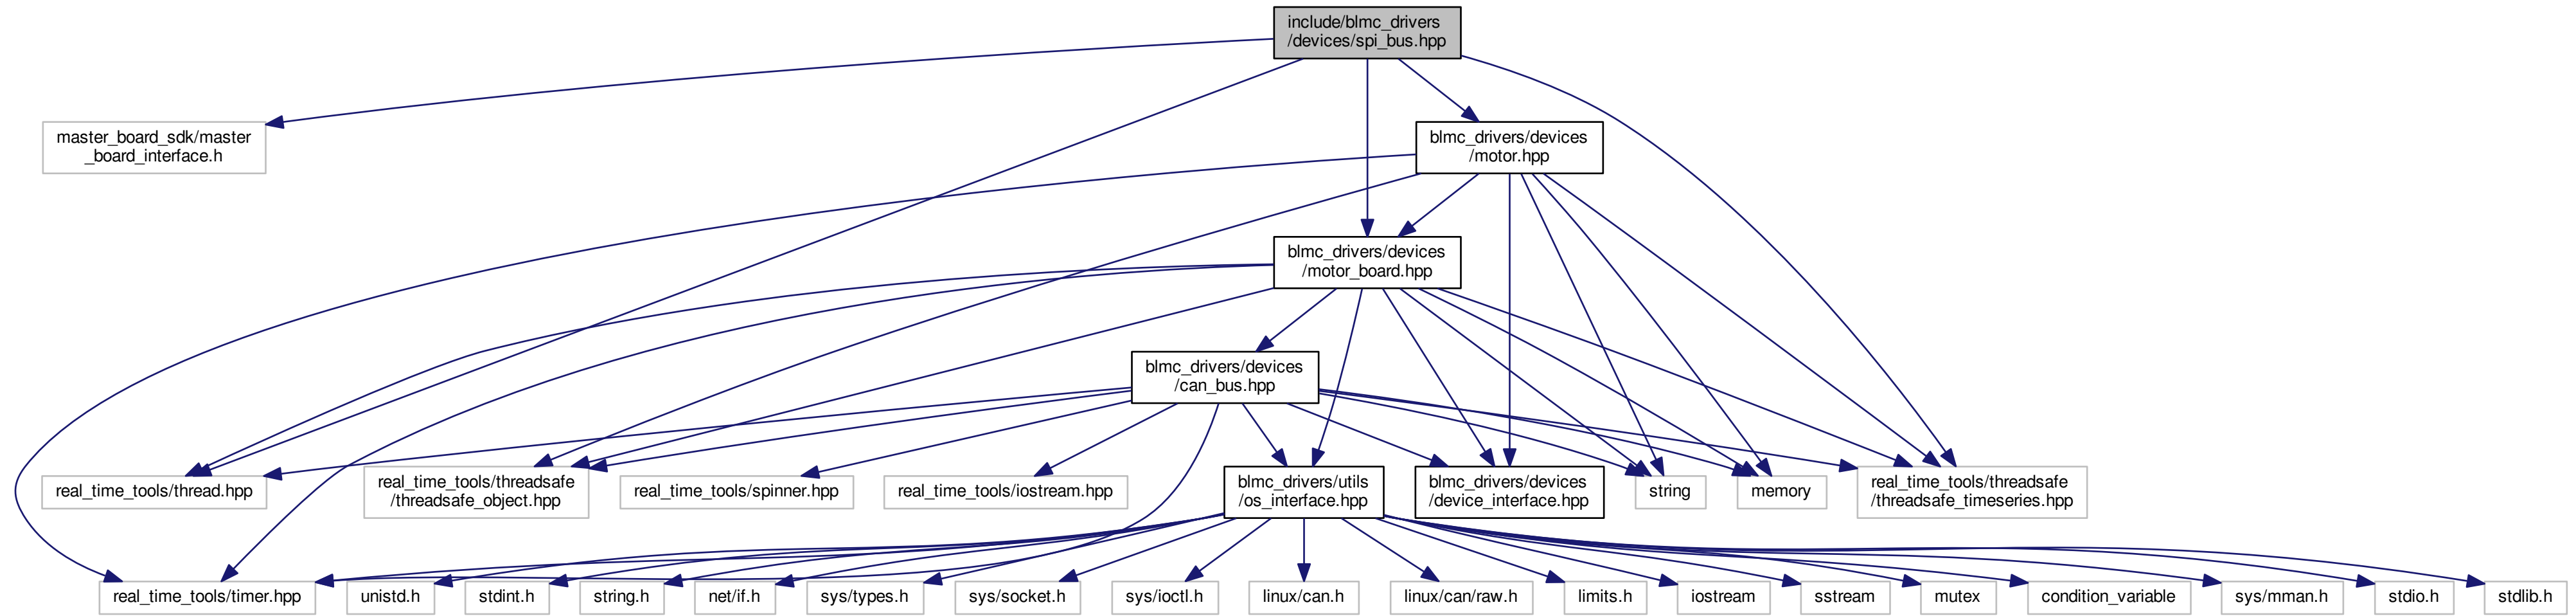 include/blmc_drivers
/devices/spi_bus.hpp
master_board_sdk/master
_board_interface.h
blmc_drivers/devices
/motor.hpp
blmc_drivers/devices
/motor_board.hpp
blmc_drivers/devices
/can_bus.hpp
real_time_tools/thread.hpp
real_time_tools/threadsafe
/threadsafe_object.hpp
real_time_tools/spinner.hpp
real_time_tools/iostream.hpp
blmc_drivers/utils
/os_interface.hpp
blmc_drivers/devices
/device_interface.hpp
string
memory
real_time_tools/threadsafe
/threadsafe_timeseries.hpp
real_time_tools/timer.hpp
unistd.h
stdint.h
string.h
net/if.h
sys/types.h
sys/socket.h
sys/ioctl.h
linux/can.h
linux/can/raw.h
limits.h
iostream
sstream
mutex
condition_variable
sys/mman.h
stdio.h
stdlib.h